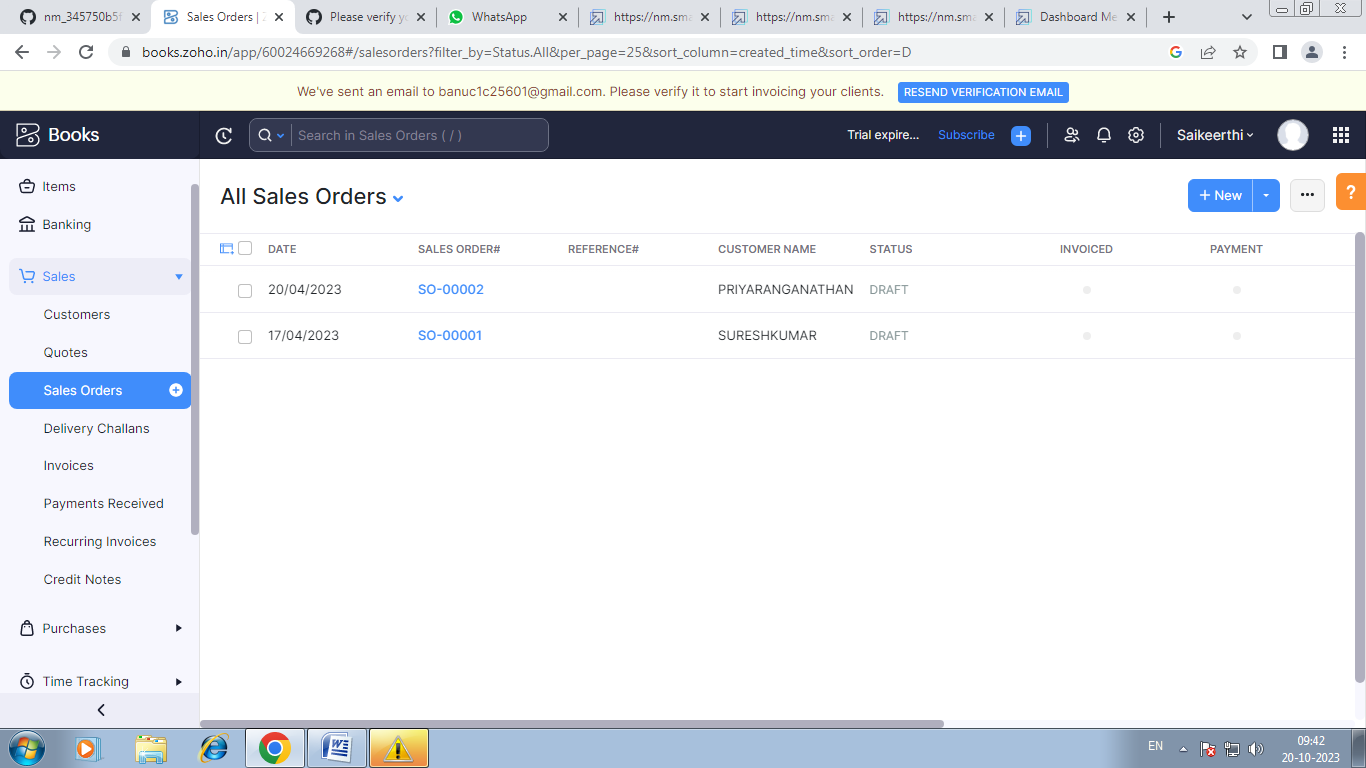 nm_345750b5f
Sales Orders | Z
Please verify yo
WhatsApp
https://nm.sma
https://nm.sma
https://nm.sma
Dashboard Me
books.zoho.in/app/60024669268#/salesorders?filter_by=Status.All&per_page=25&sort_column=created_time&sort_order=D
We've sent an email to banuc1c25601@gmail.com. Please verify it to start invoicing your clients.
RESEND VERIFICATION EMAIL
Books
Search in Sales Orders ( / )
Trial expire...
Subscribe
Saikeerthi
Items
Banking
Sales
Customers
Quotes
Sales Orders
Delivery Challans
Invoices
Payments Received
Recurring Invoices
Credit Notes
Purchases
Time Tracking
All Sales Orders
+ New
?
DATE SALES ORDER# REFERENCE# CUSTOMER NAME STATUS INVOICED PAYMENT
20/04/2023 SO-00002 PRIYARANGANATHAN DRAFT
17/04/2023 SO-00001 SURESHKUMAR DRAFT
EN
09:42
20-10-2023